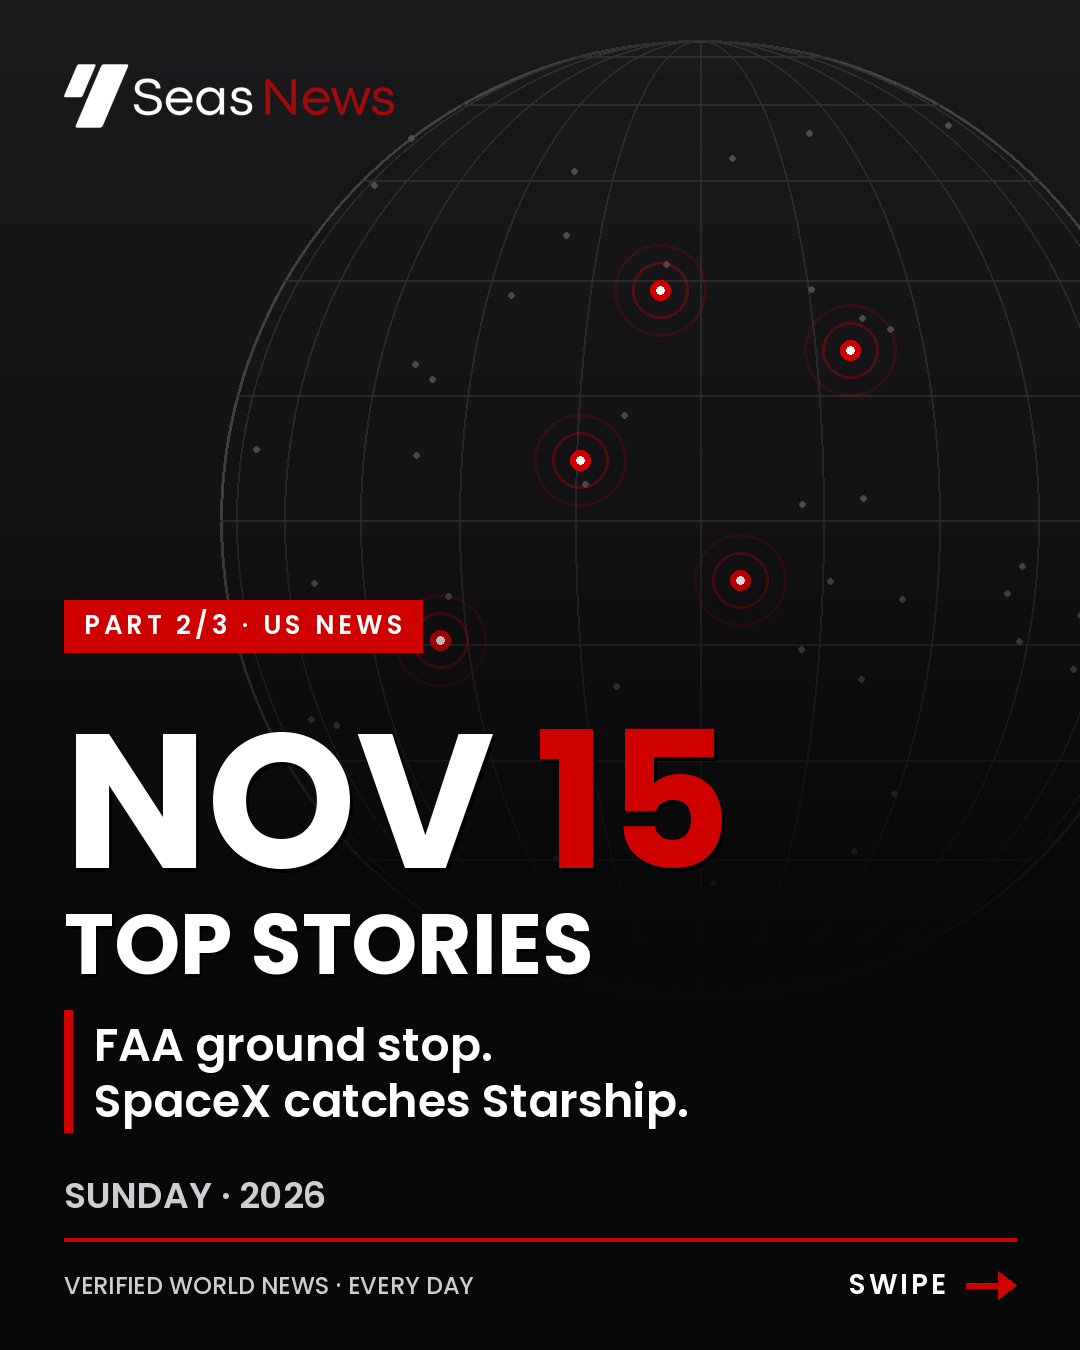 Seas News
PART 2/3 · US NEWS
NOV 15
TOP STORIES
FAA ground stop.
SpaceX catches Starship.
SUNDAY · 2026
VERIFIED WORLD NEWS · EVERY DAY
SWIPE